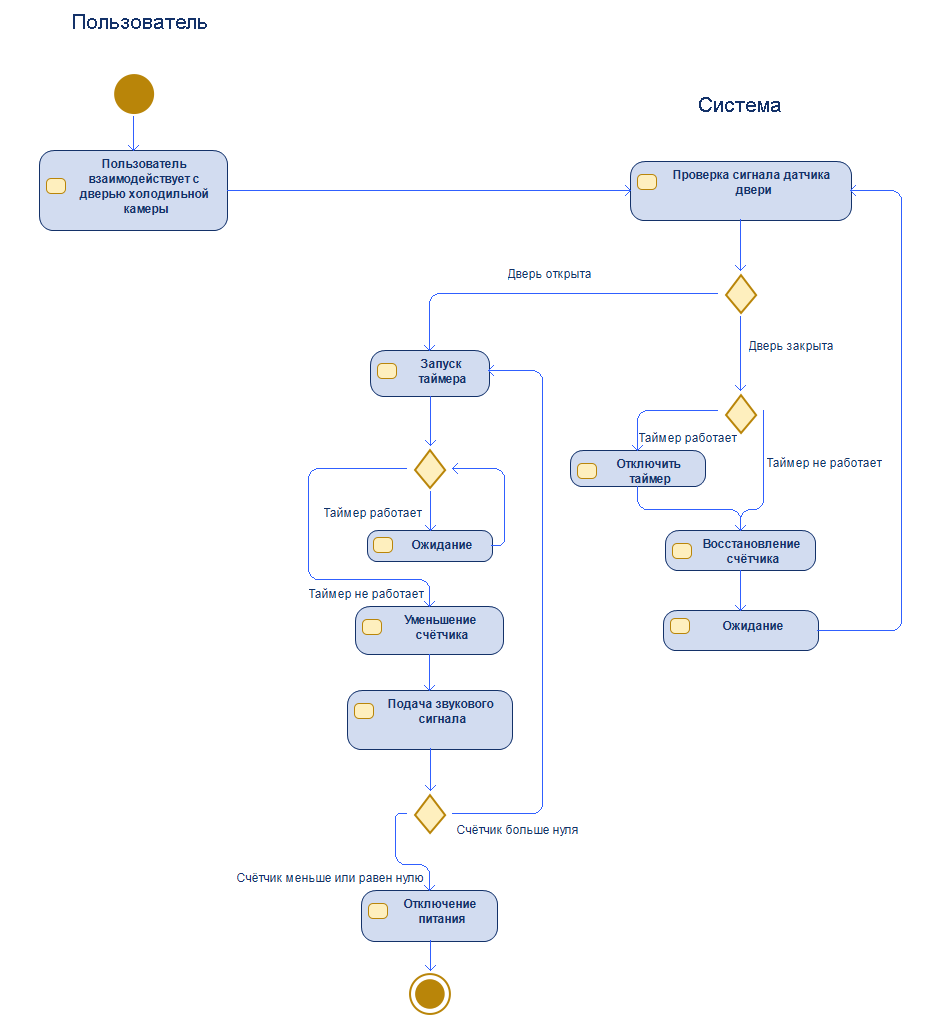 Пользователь
Система
Пользователь
взаимодействует с
дверью холодильной
камеры
Проверка сигнала датчика
двери
Дверь открыта
Дверь закрыта
Запуск
таймера
Таймер работает
Таймер не работает
Отключить
таймер
Таймер работает
Ожидание
Восстановление
счётчика
Таймер не работает
Уменьшение
счётчика
Ожидание
Подача звукового
сигнала
Счётчик больше нуля
Счётчик меньше или равен нулю
Отключение
питания